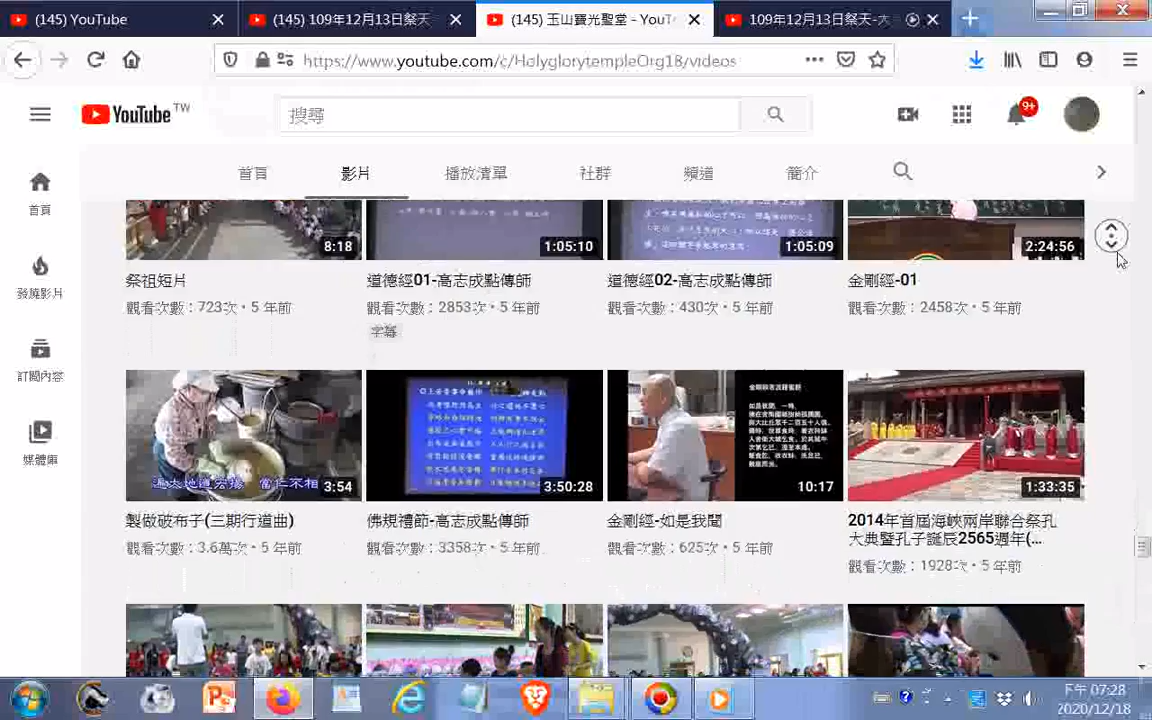 (145) YouTube
(145) 109年12月13日祭天
(145) 玉山寶光聖堂 - YouT
109年12月13日祭天-大
https://www.youtube.com/c/HolyglorytempleOrg18/videos
YouTube TW
搜尋
9+
首頁
影片
播放清單
社群
頻道
簡介
首頁
發燒影片
訂閱內容
媒體庫
8:18
1:05:10
1:05:09
2:24:56
祭祖短片
道德經01-高志成點傳師
道德經02-高志成點傳師
金剛經-01
觀看次數：723次 • 5 年前
觀看次數：2853次 • 5 年前
觀看次數：430次 • 5 年前
觀看次數：2458次 • 5 年前
字幕
當仁不相
3:54
3:50:28
10:17
1:33:35
製做破布子(三期行道曲)
佛規禮節-高志成點傳師
金剛經-如是我聞
2014年首屆海峽兩岸聯合祭孔
大典暨孔子誕辰2565週年(...
觀看次數：3.6萬次 • 5 年前
觀看次數：3358次 • 5 年前
觀看次數：625次 • 5 年前
觀看次數：1928次 • 5 年前
下午 07:28
2020/12/18